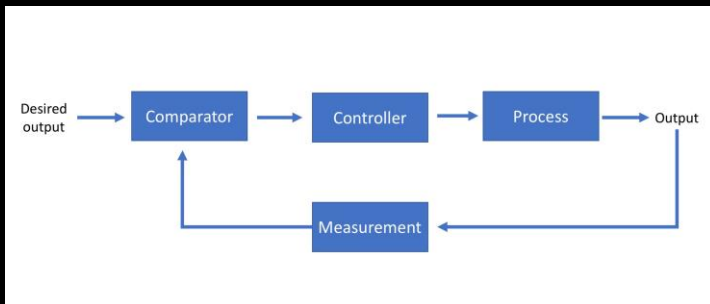 Desired
output
Comparator
Controller
Process
Output
Measurement